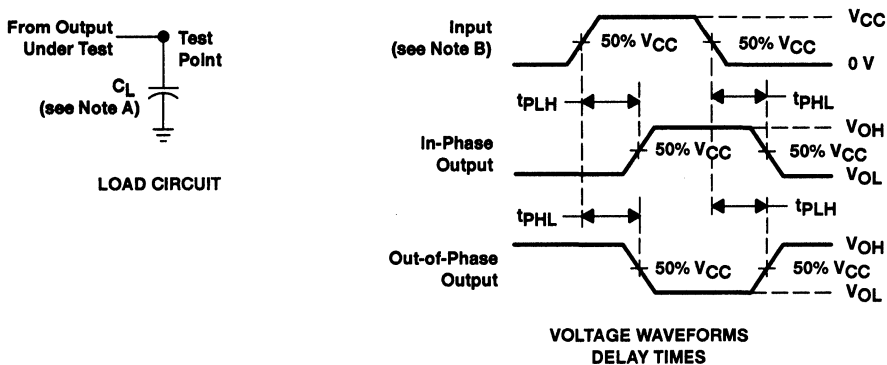 From Output
Under Test
Test
Point
CL
(see Note A)
LOAD CIRCUIT
Input
(see Note B)
50% VCC
50% VCC
VCC
0 V
tPLH
tPHL
In-Phase
Output
50% VCC
50% VCC
VOH
VOL
tPHL
tPLH
Out-of-Phase
Output
50% VCC
50% VCC
VOH
VOL
VOLTAGE WAVEFORMS
DELAY TIMES